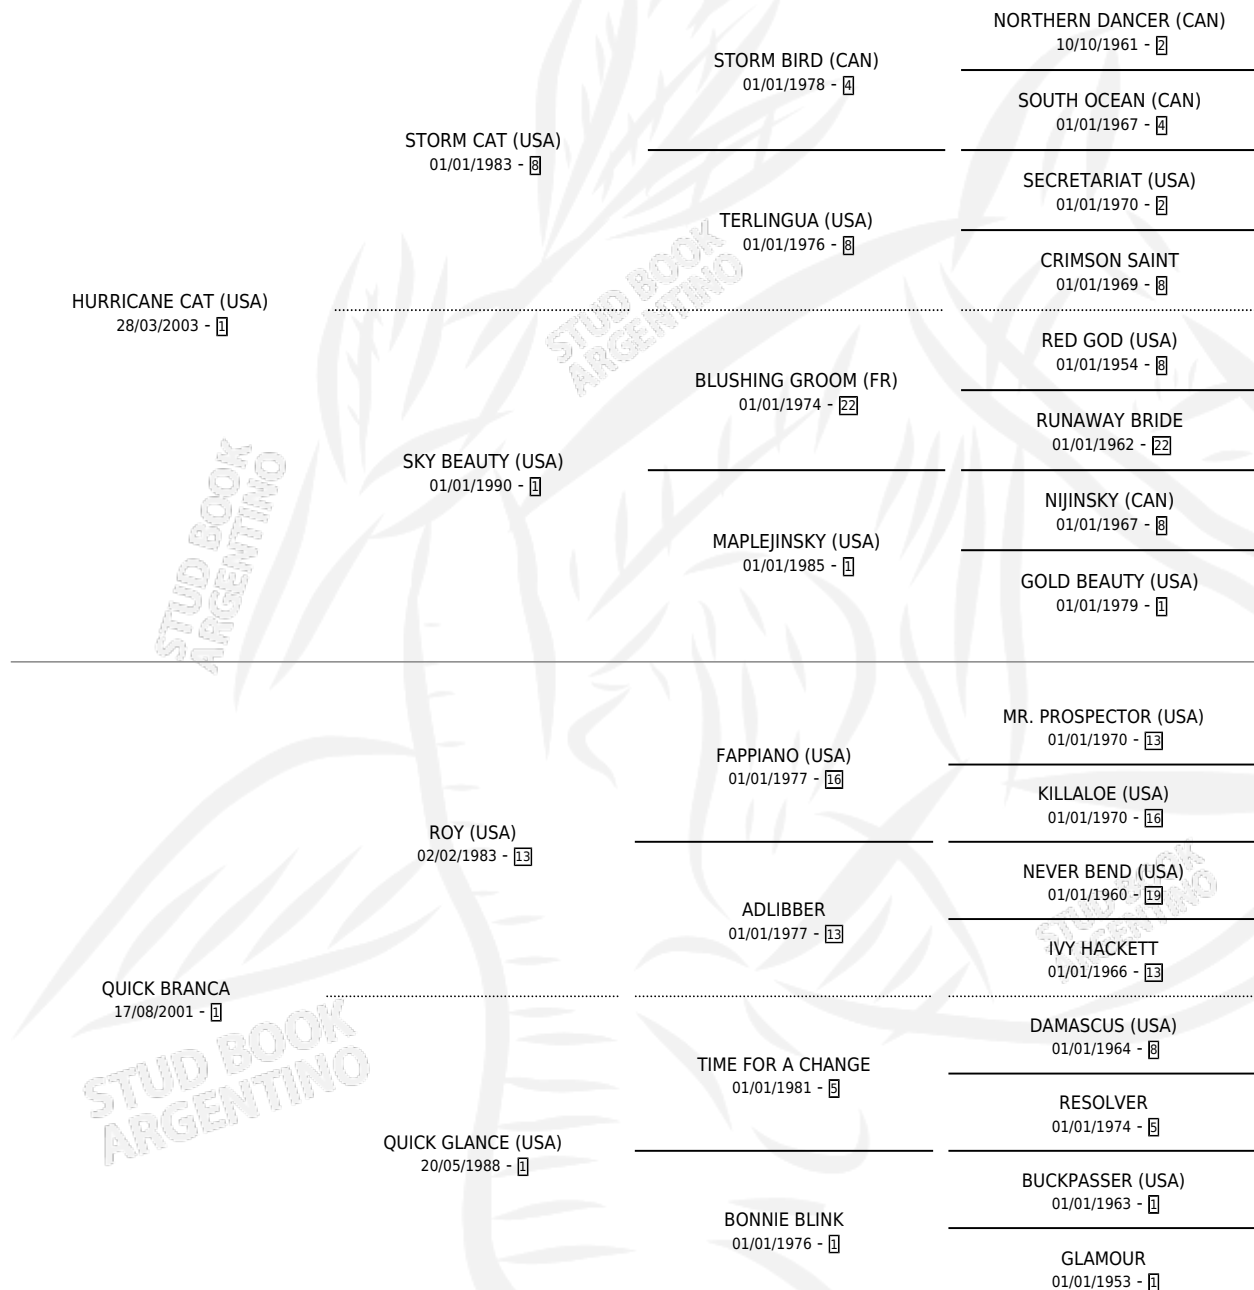 NORTHERN DANCER (CAN)
10/10/1961 - 2
STORM BIRD (CAN)
01/01/1978 - 4
SOUTH OCEAN (CAN)
01/01/1967 - 4
STORM CAT (USA)
01/01/1983 - 8
SECRETARIAT (USA)
01/01/1970 - 2
TERLINGUA (USA)
01/01/1976 - 8
CRIMSON SAINT
01/01/1969 - 8
HURRICANE CAT (USA)
28/03/2003 - 1
STUD BOOK
ARGENTINO
RED GOD (USA)
01/01/1954 - 8
BLUSHING GROOM (FR)
01/01/1974 - 22
RUNAWAY BRIDE
01/01/1962 - 22
SKY BEAUTY (USA)
01/01/1990 - 1
NIJINSKY (CAN)
01/01/1967 - 8
MAPLEJINSKY (USA)
01/01/1985 - 1
GOLD BEAUTY (USA)
01/01/1979 - 1
STUD BOOK
ARGENTINO
MR. PROSPECTOR (USA)
01/01/1970 - 13
FAPPIANO (USA)
01/01/1977 - 16
KILLALOE (USA)
01/01/1970 - 16
ROY (USA)
02/02/1983 - 13
NEVER BEND (USA)
01/01/1960 - 19
ADLIBBER
01/01/1977 - 13
STUD BOOK
ARGENTINO
IVY HACKETT
01/01/1966 - 13
QUICK BRANCA
17/08/2001 - 1
STUD BOOK
ARGENTINO
DAMASCUS (USA)
01/01/1964 - 8
TIME FOR A CHANGE
01/01/1981 - 5
RESOLVER
01/01/1974 - 5
QUICK GLANCE (USA)
20/05/1988 - 1
BUCKPASSER (USA)
01/01/1963 - 1
BONNIE BLINK
01/01/1976 - 1
GLAMOUR
01/01/1953 - 1